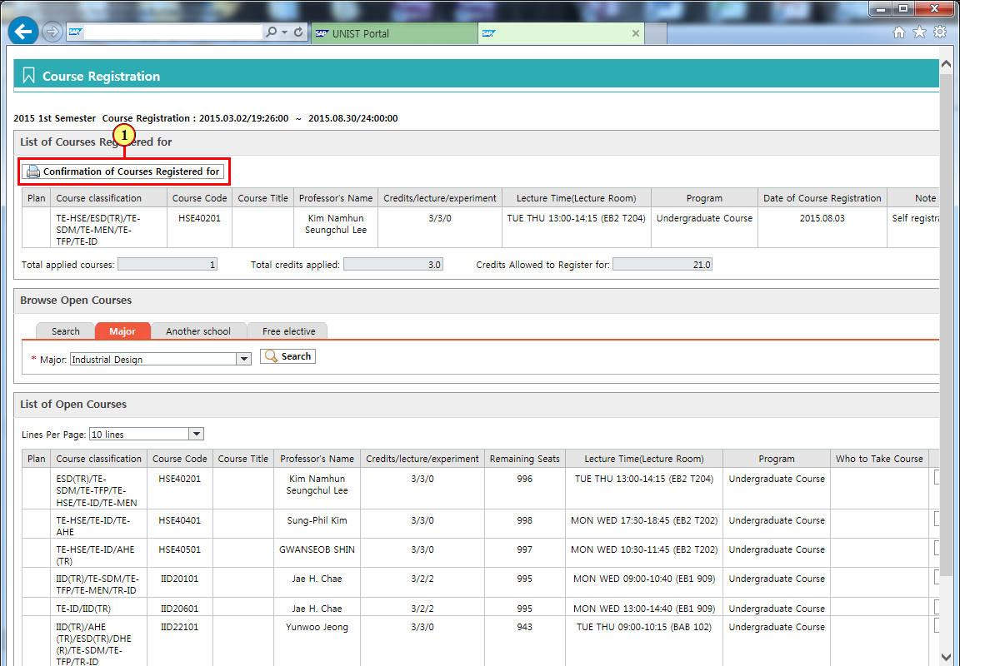 SAP UNIST Portal SAP
Course Registration
2015 1st Semester Course Registration : 2015.03.02/19:26:00 ~ 2015.08.30/24:00:00
1
List of Courses Registered for
Confirmation of Courses Registered for
Plan Course classification Course Code Course Title Professor's Name Credits/lecture/experiment Lecture Time(Lecture Room) Program Date of Course Registration Note
TE-HSE/ESD(TR)/TE- HSE40201 Kim Namhun 3/3/0 TUE THU 13:00-14:15 (EB2 T204) Undergraduate Course 2015.08.03 Self registra
SDM/TE-MEN/TE- Seungchul Lee
TFP/TE-ID
Total applied courses: 1 Total credits applied: 3.0 Credits Allowed to Register for: 21.0
Browse Open Courses
Search Major Another school Free elective
* Major: Industrial Design Search
List of Open Courses
Lines Per Page: 10 lines
Plan Course classification Course Code Course Title Professor's Name Credits/lecture/experiment Remaining Seats Lecture Time(Lecture Room) Program Who to Take Course
ESD(TR)/TE- HSE40201 Kim Namhun 3/3/0 996 TUE THU 13:00-14:15 (EB2 T204) Undergraduate Course
SDM/TE-TFP/TE- Seungchul Lee
HSE/TE-ID/TE-MEN
TE-HSE/TE-ID/TE- HSE40401 Sung-Phil Kim 3/3/0 998 MON WED 17:30-18:45 (EB2 T202) Undergraduate Course
AHE
TE-HSE/TE-ID/AHE HSE40501 GWANSEOB SHIN 3/3/0 997 MON WED 10:30-11:45 (EB2 T202) Undergraduate Course
(TR)
IID(TR)/TE-SDM/TE- IID20101 Jae H. Chae 3/2/2 995 MON WED 09:00-10:40 (EB1 909) Undergraduate Course
TFP/TE-MEN/TR-ID
TE-ID/IID(TR) IID20601 Jae H. Chae 3/2/2 995 MON WED 13:00-14:40 (EB1 909) Undergraduate Course
IID(TR)/AHE IID22101 Yunwoo Jeong 3/3/0 943 TUE THU 09:00-10:15 (BAB 102) Undergraduate Course
(TR)/ESD(TR)/DHE
(R)/TE-SDM/TE-
TFP/TR-ID